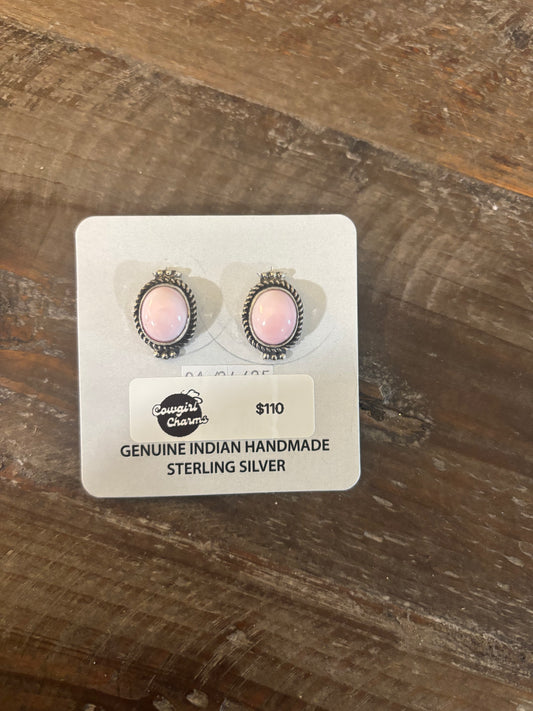 Cowgirl
Charms
$110
GENUINE INDIAN HANDMADE
STERLING SILVER